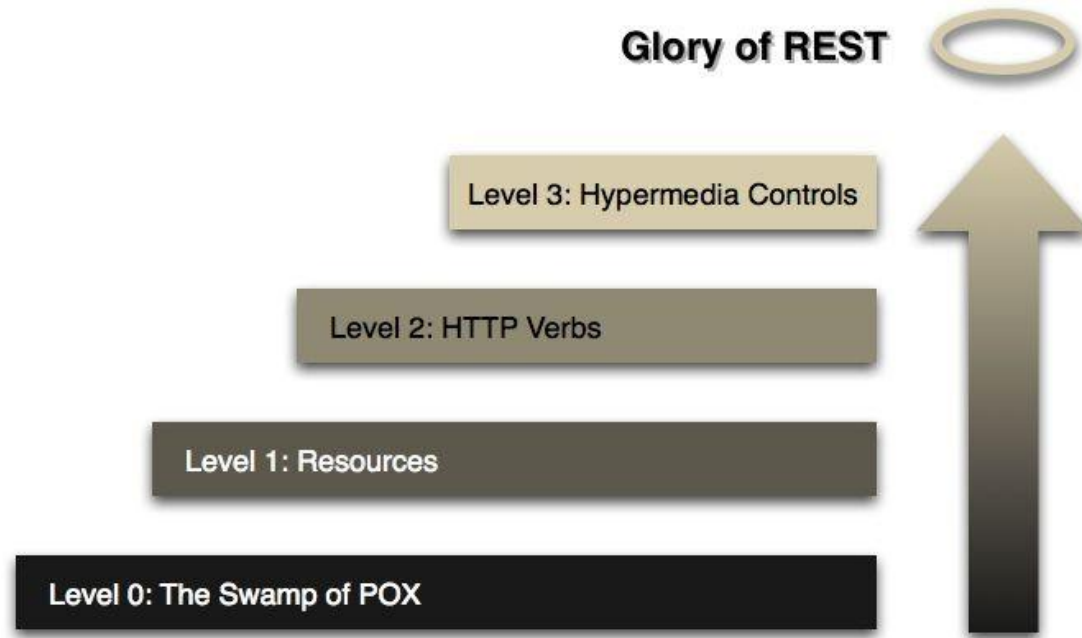 Glory of REST
Level 3: Hypermedia Controls
Level 2: HTTP Verbs
Level 1: Resources
Level 0: The Swamp of POX